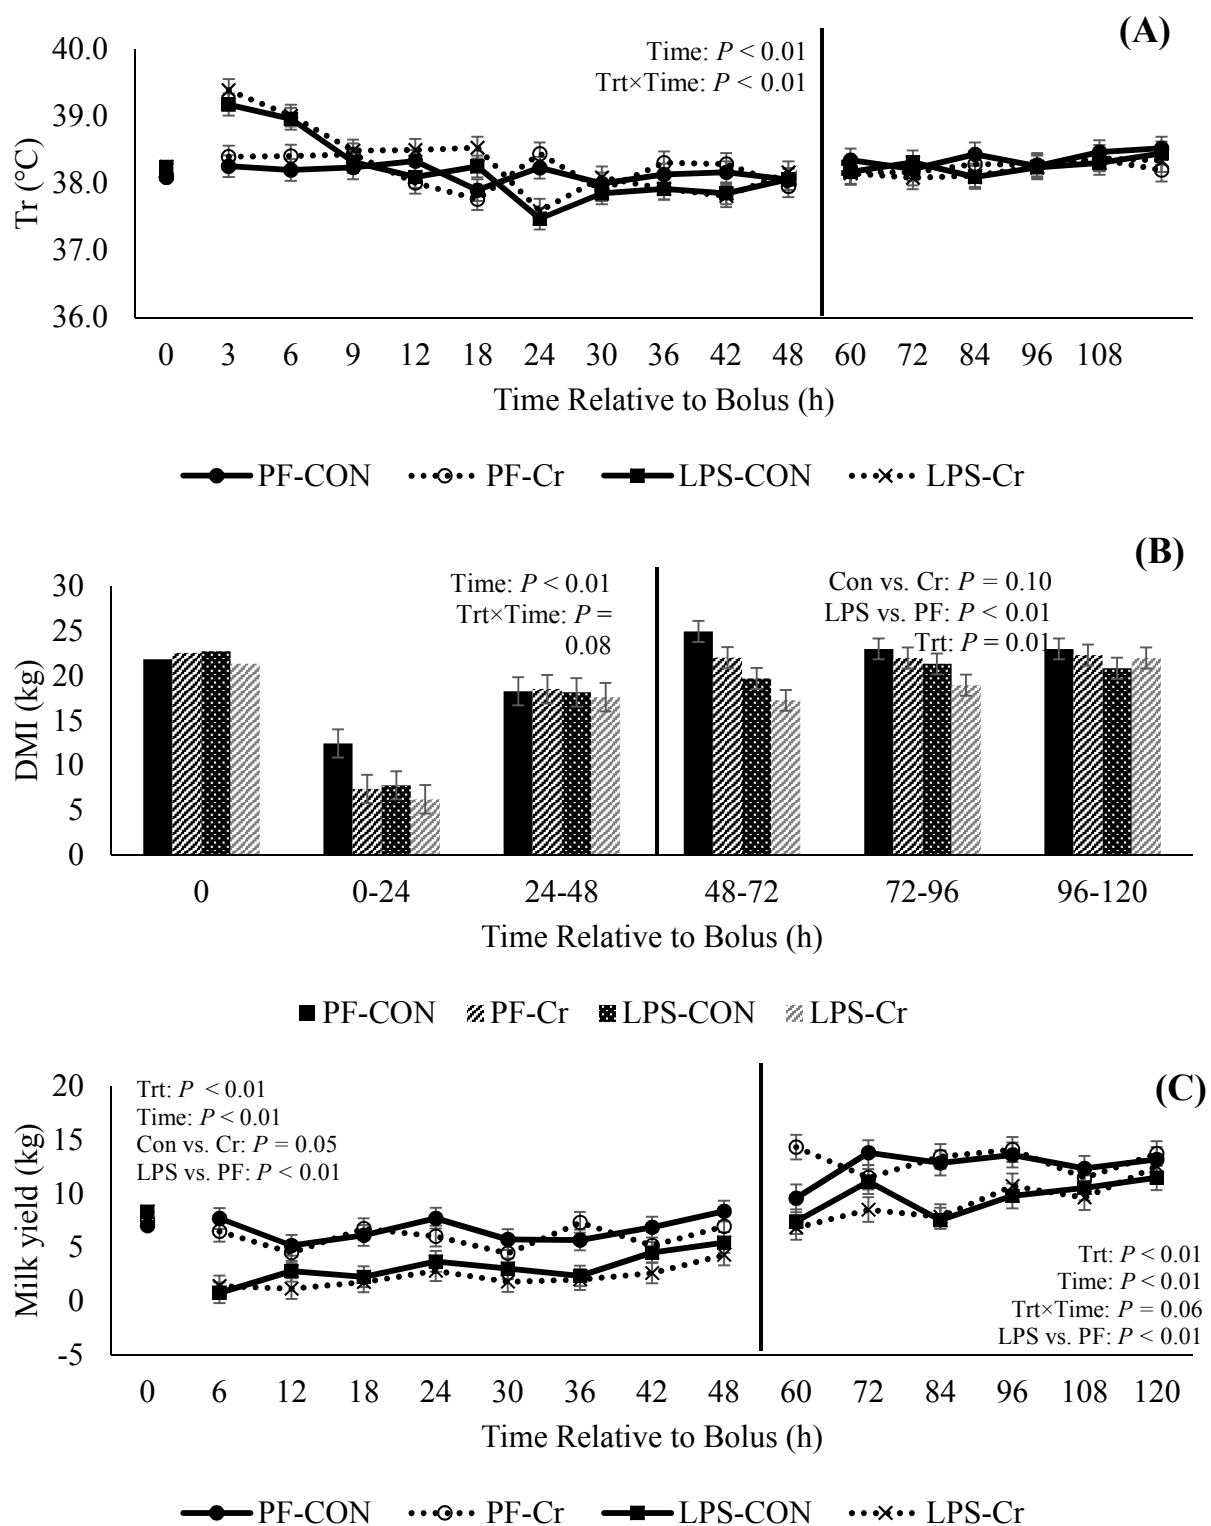 (A)
40.0
39.0
38.0
37.0
36.0
Tr (°C)
Time: P < 0.01
Trt×Time: P < 0.01
0 3 6 9 12 18 24 30 36 42 48 60 72 84 96 108
Time Relative to Bolus (h)
PF-CON PF-Cr LPS-CON LPS-Cr
(B)
30
25
20
15
10
5
0
DMI (kg)
Time: P < 0.01
Trt×Time: P =
0.08
Con vs. Cr: P = 0.10
LPS vs. PF: P < 0.01
Trt: P = 0.01
0 0-24 24-48 48-72 72-96 96-120
Time Relative to Bolus (h)
PF-CON PF-Cr LPS-CON LPS-Cr
(C)
20
15
10
5
0
-5
Milk yield (kg)
Trt: P < 0.01
Time: P < 0.01
Con vs. Cr: P = 0.05
LPS vs. PF: P < 0.01
Trt: P < 0.01
Time: P < 0.01
Trt×Time: P = 0.06
LPS vs. PF: P < 0.01
0 6 12 18 24 30 36 42 48 60 72 84 96 108 120
Time Relative to Bolus (h)
PF-CON PF-Cr LPS-CON LPS-Cr